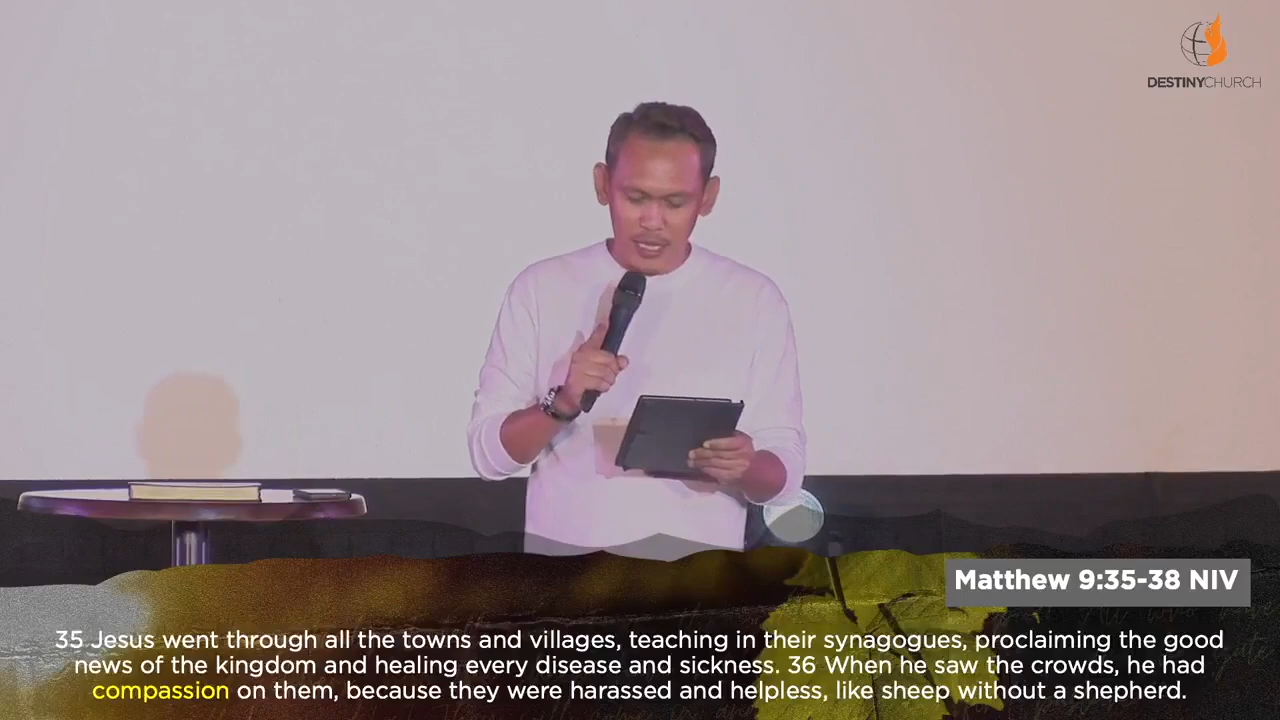 DESTINYCHURCH
Matthew 9:35-38 NIV
35 Jesus went through all the towns and villages, teaching in their synagogues, proclaiming the good
news of the kingdom and healing every disease and sickness. 36 When he saw the crowds, he had
compassion on them, because they were harassed and helpless, like sheep without a shepherd.